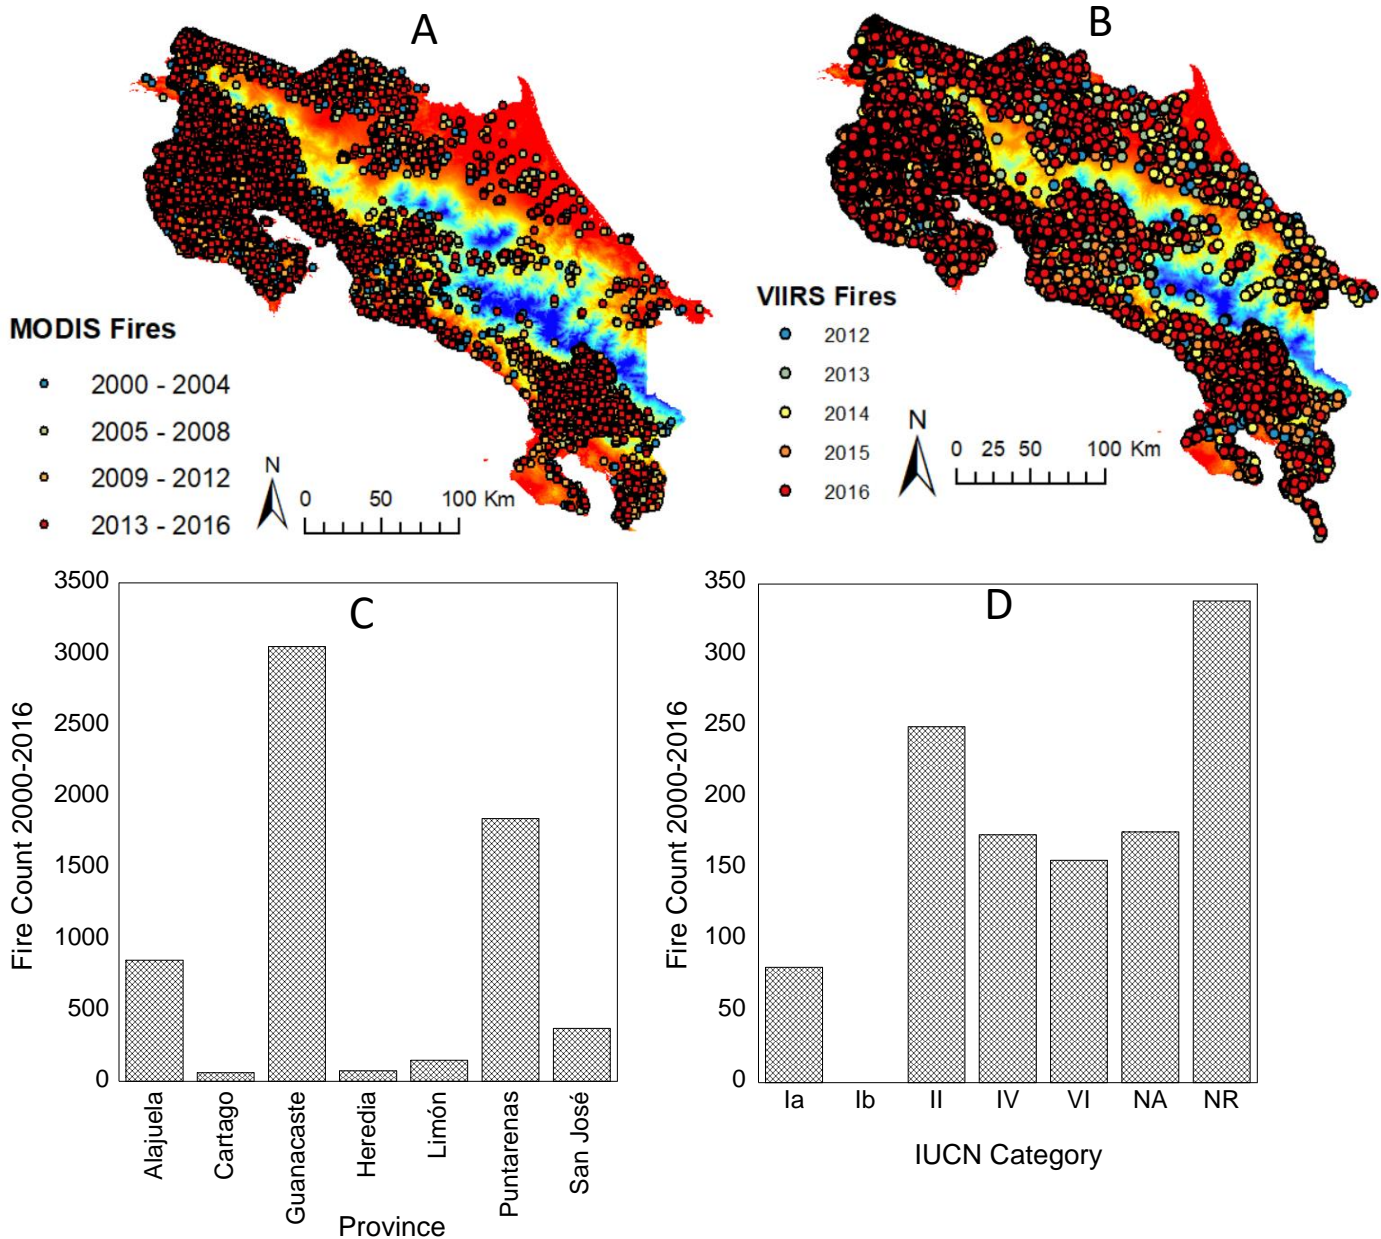 A
MODIS Fires
2000 - 2004
2005 - 2008
2009 - 2012
2013 - 2016
N
0 50 100 Km
B
VIIRS Fires
2012
2013
2014
2015
2016
N
0 25 50 100 Km
C
Fire Count 2000-2016
3500
3000
2500
2000
1500
1000
500
0
Alajuela
Cartago
Guanacaste
Heredia
Limón
Puntarenas
San José
Province
D
Fire Count 2000-2016
350
300
250
200
150
100
50
0
Ia Ib II IV VI NA NR
IUCN Category